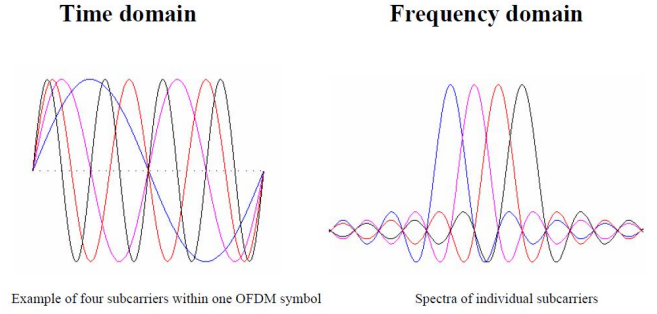 Time domain
Frequency domain
Example of four subcarriers within one OFDM symbol
Spectra of individual subcarriers